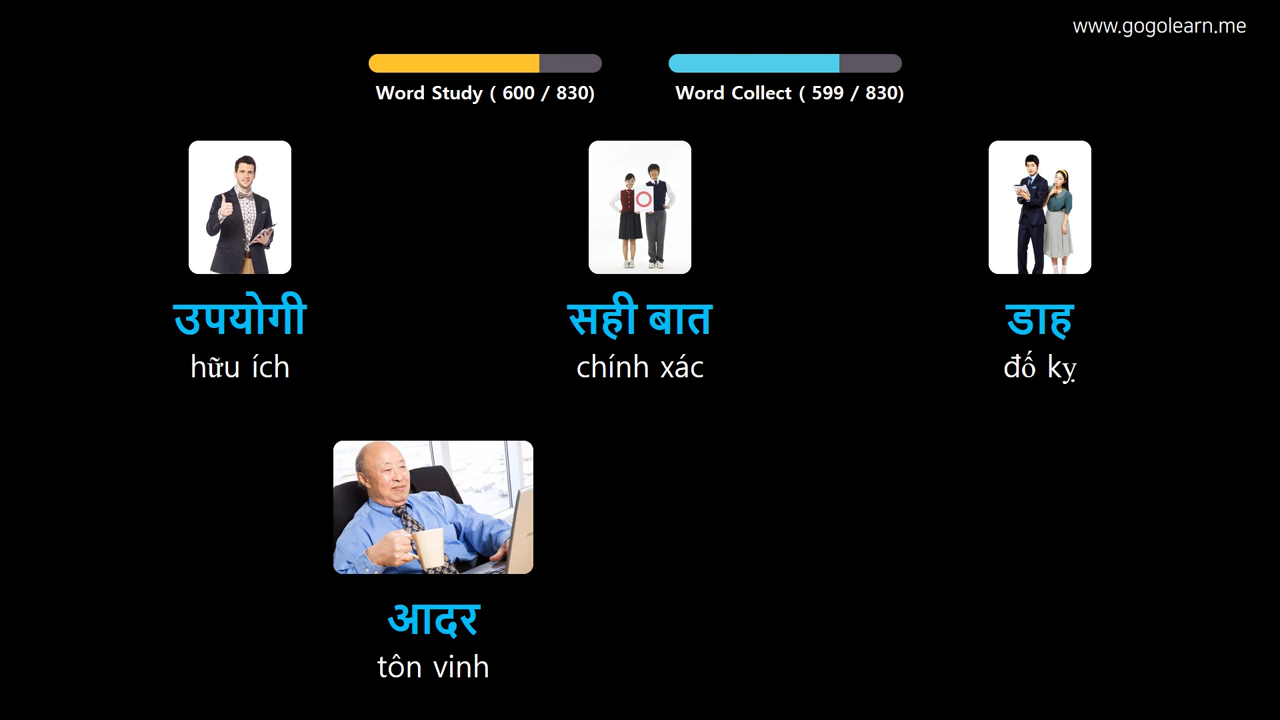 www.gogolearn.me
Word Study ( 600 / 830)
Word Collect ( 599 / 830)
उपयोगी
hữu ích
सही बात
chính xác
डाह
đố kỵ
आदर
tôn vinh